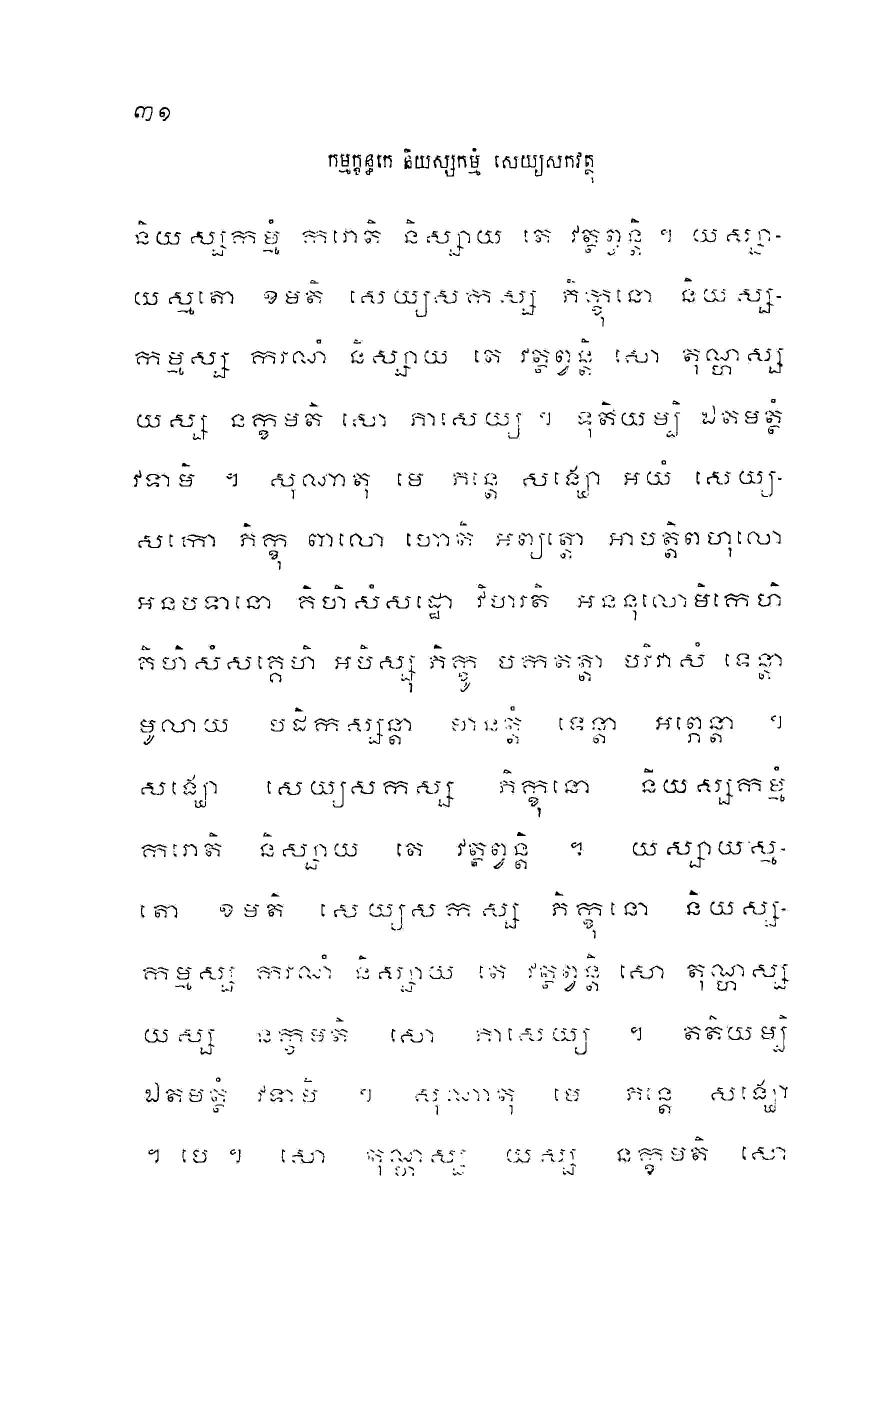 ៣១
កម្មក្ខន្ធកេ និយស្សកម្មំ សេយ្យសកវត្ថុ
និយស្សកម្មំ ករោតិ និស្សាយ តេ វត្ថព្វន្តិ ។ យស្សា-
យស្មតោ ខមតិ សេយ្យសកស្ស ភិក្ខុនោ និយស្ស-
កម្មស្ស ករណំ និស្សាយ តេ វត្ថព្វន្តិ សោ តុណ្ហស្ស
យស្ស នក្ខមតិ សោ ភាសេយ្យ ។ ទុតិយម្បិ ឯតមត្ថំ
វទាមិ ។ សុណាតុ មេ ភន្តេ សង្ឃោ អយំ សេយ្យ-
សកោ ភិក្ខុ ពាលោ ហោតិ អព្យត្តោ អាបត្តិពហុលោ
អនបទានោ គិហិសំសដ្ឋោ វិហរតិ អននុលោមិកេហិ
គិហិសំសគ្គេហិ អបិស្សុ ភិក្ខូ បកតត្តា បរិវាសំ ទេន្តា
មូលាយ បដិកស្សន្តា មានត្តំ ទេន្តា អព្ភេន្តា ។
សង្ឃោ សេយ្យសកស្ស ភិក្ខុនោ និយស្សកម្មំ
ករោតិ និស្សាយ តេ វត្ថព្វន្តិ ។ យស្សាយស្ម-
តោ ខមតិ សេយ្យសកស្ស ភិក្ខុនោ និយស្ស-
កម្មស្ស ករណំ និស្សាយ តេ វត្ថព្វន្តិ សោ តុណ្ហស្ស
យស្ស នក្ខមតិ សោ ភាសេយ្យ ។ តតិយម្បិ
ឯតមត្ថំ វទាមិ ។ សុណាតុ មេ ភន្តេ សង្ឃោ
។ បេ ។ សោ តុណ្ហស្ស យស្ស នក្ខមតិ សោ